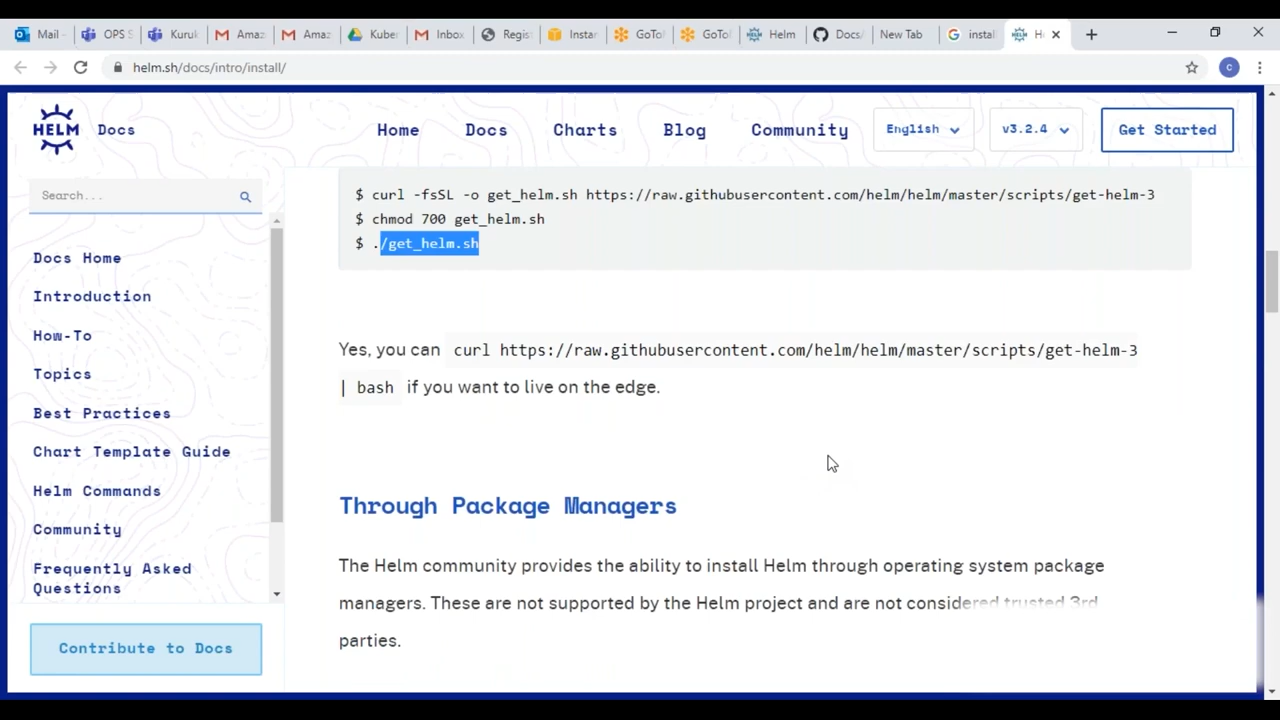 Mail
OPS S
Kuruk
Amaz
Amaz
Kuber
Inbox
Regis
Instan
GoTo
GoTo
Helm
Docs/
New Tab
install
H
helm.sh/docs/intro/install/
C
HELM Docs
Home
Docs
Charts
Blog
Community
English
v3.2.4
Get Started
Search...
$ curl -fsSL -o get_helm.sh https://raw.githubusercontent.com/helm/helm/master/scripts/get-helm-3
$ chmod 700 get_helm.sh
$ ./get_helm.sh
Docs Home
Introduction
How-To
Topics
Best Practices
Chart Template Guide
Helm Commands
Community
Frequently Asked
Questions
Contribute to Docs
Yes, you can curl https://raw.githubusercontent.com/helm/helm/master/scripts/get-helm-3
| bash if you want to live on the edge.
Through Package Managers
The Helm community provides the ability to install Helm through operating system package
managers. These are not supported by the Helm project and are not considered trusted 3rd
parties.